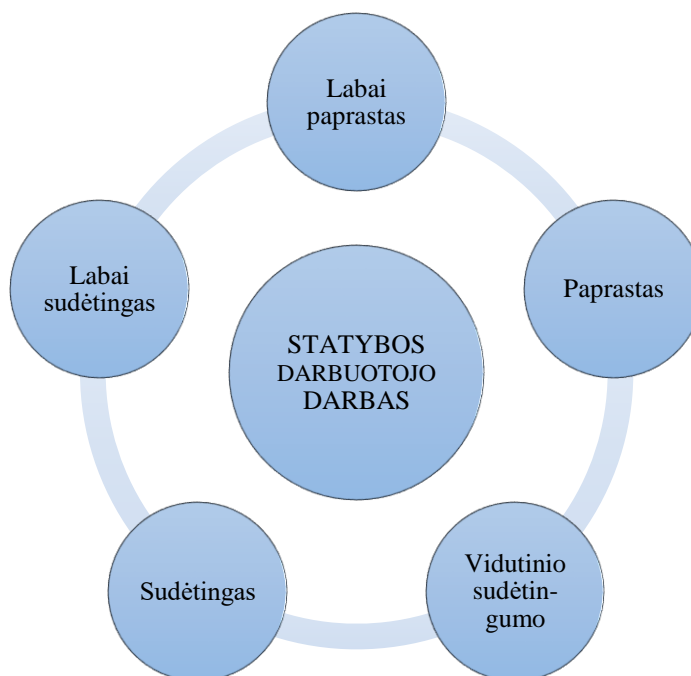 Labai
paprastas
Labai
sudėtingas
Paprastas
STATYBOS
DARBUOTOJO
DARBAS
Sudėtingas
Vidutinio
sudėtin-
gumo